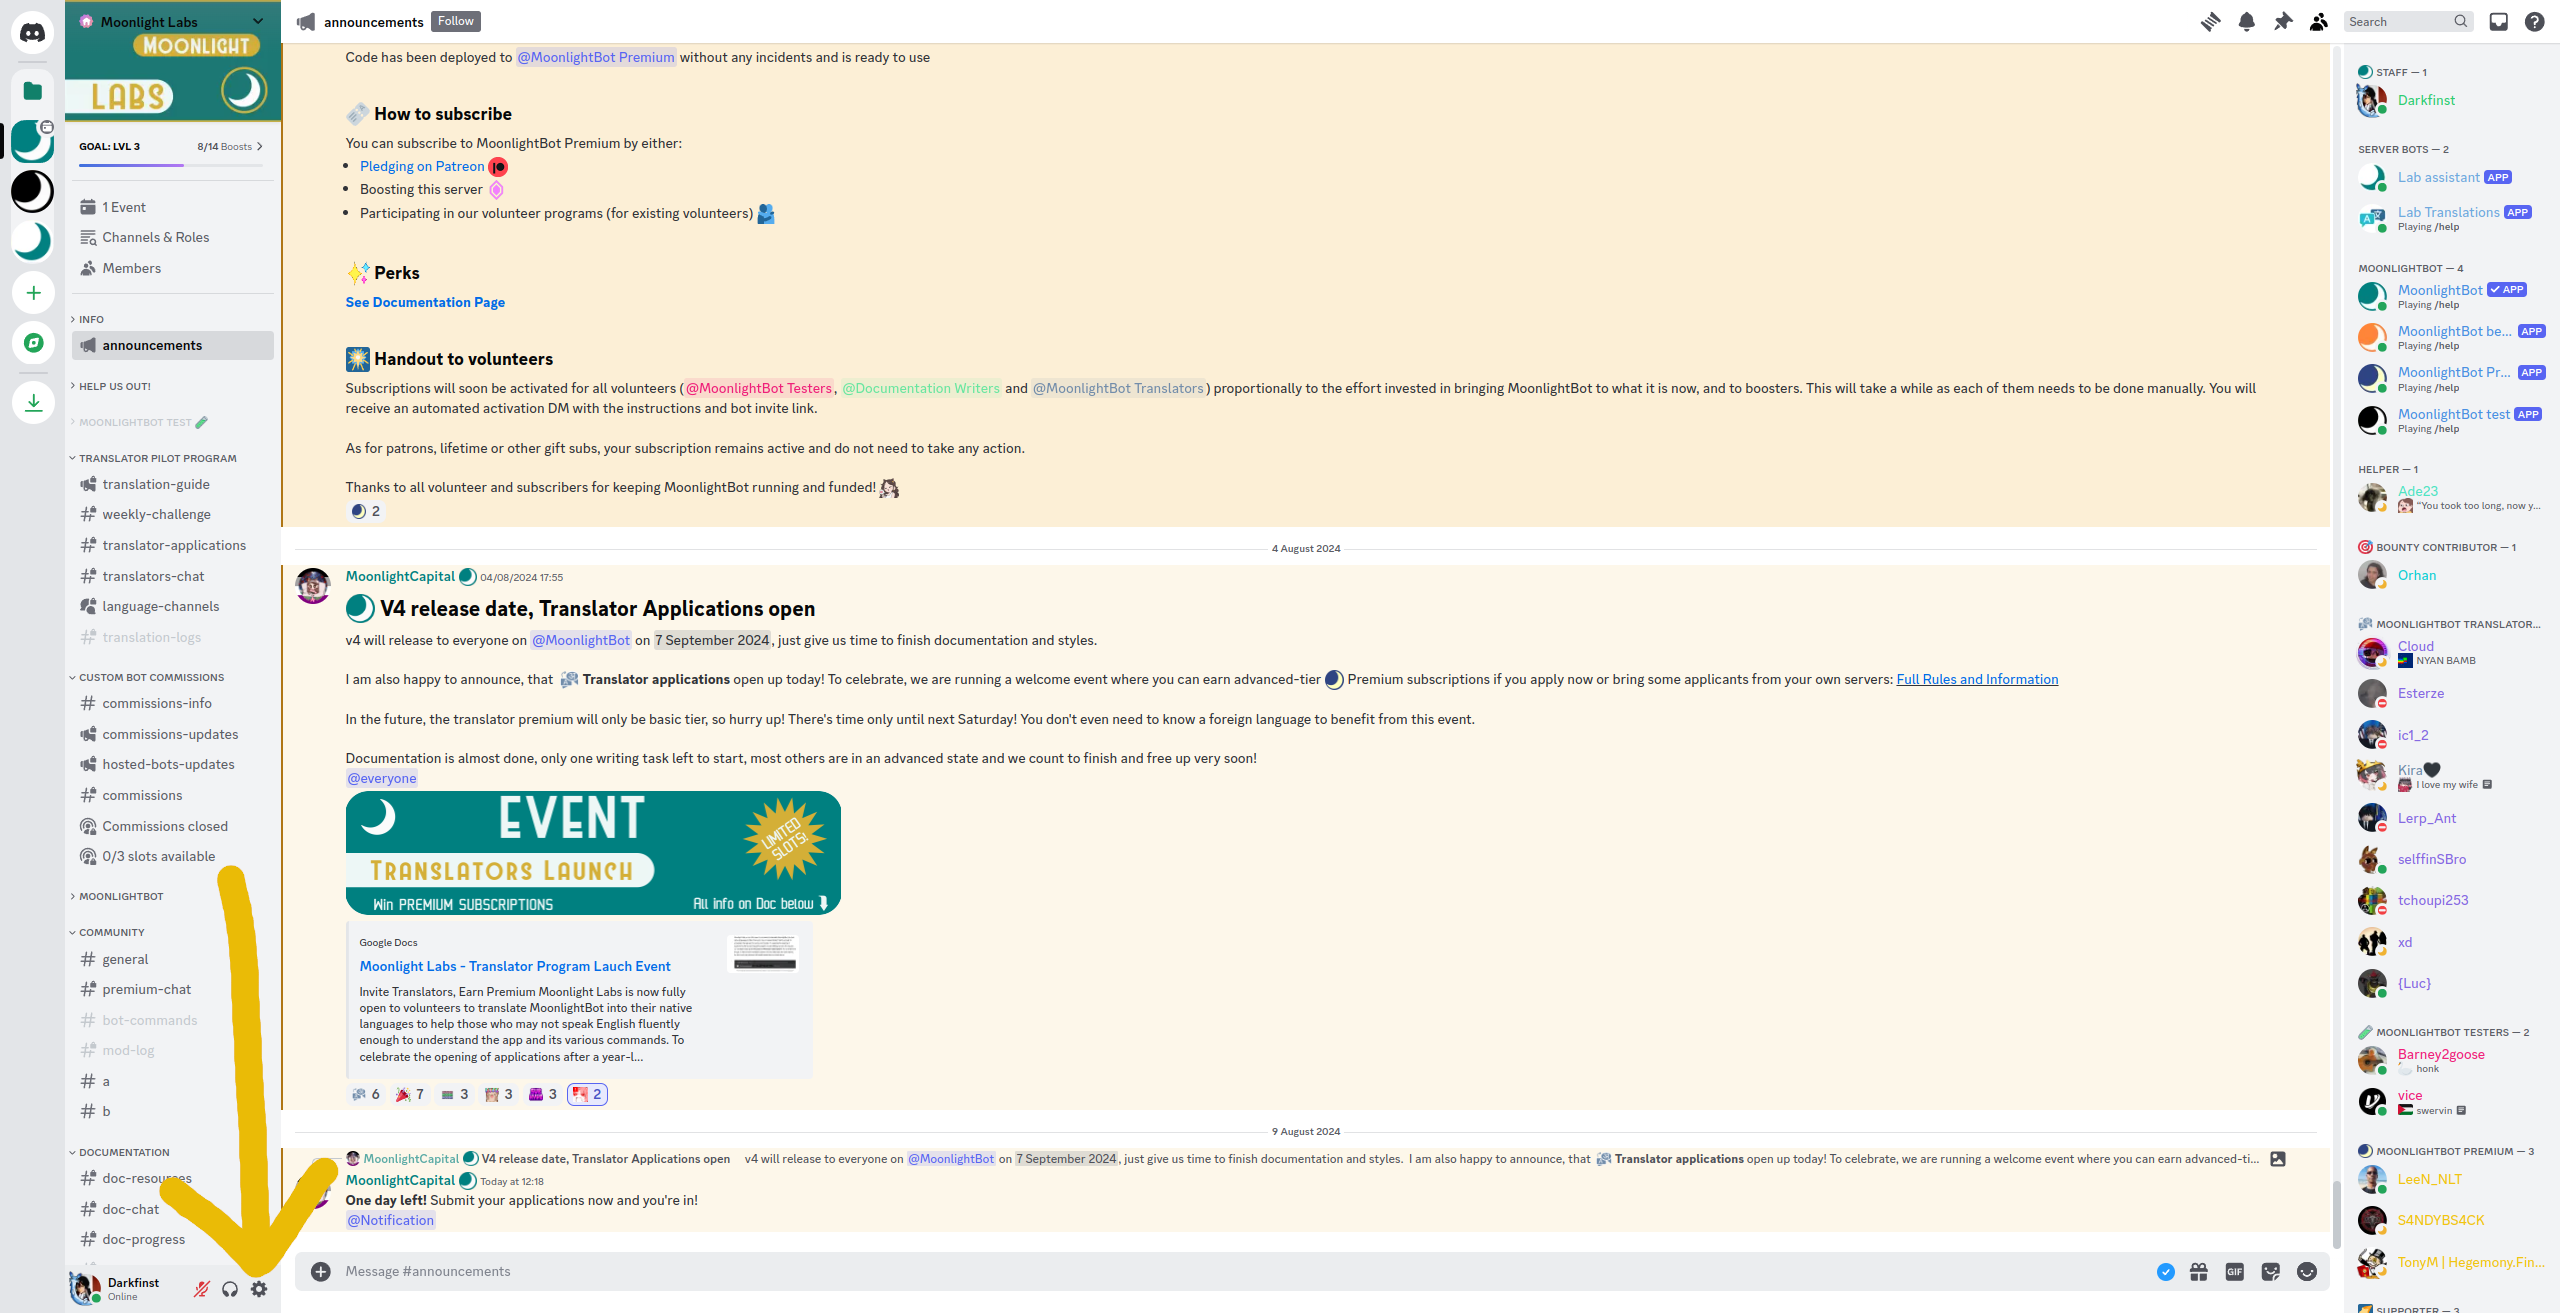 Moonlight Labs
MOONLIGHT
LABS
GOAL: LVL 3
8/14 Boosts
1 Event
Channels & Roles
Members
INFO
announcements
HELP US OUT!
MOONLIGHTBOT TEST
TRANSLATOR PILOT PROGRAM
translation-guide
weekly-challenge
translator-applications
translators-chat
language-channels
translation-logs
CUSTOM BOT COMMISSIONS
commissions-info
commissions-updates
hosted-bots-updates
commissions
Commissions closed
0/3 slots available
MOONLIGHTBOT
COMMUNITY
general
premium-chat
bot-commands
mod-log
a
b
DOCUMENTATION
doc-resources
doc-chat
doc-progress
Darkfinst
Online
announcements
Follow
Search
Code has been deployed to @MoonlightBot Premium without any incidents and is ready to use
How to subscribe
You can subscribe to MoonlightBot Premium by either:
• Pledging on Patreon
• Boosting this server
• Participating in our volunteer programs (for existing volunteers)
Perks
See Documentation Page
Handout to volunteers
Subscriptions will soon be activated for all volunteers (@MoonlightBot Testers, @Documentation Writers and @MoonlightBot Translators) proportionally to the effort invested in bringing MoonlightBot to what it is now, and to boosters. This will take a while as each of them needs to be done manually. You will
receive an automated activation DM with the instructions and bot invite link.
As for patrons, lifetime or other gift subs, your subscription remains active and do not need to take any action.
Thanks to all volunteer and subscribers for keeping MoonlightBot running and funded!
2
4 August 2024
MoonlightCapital 04/08/2024 17:55
V4 release date, Translator Applications open
v4 will release to everyone on @MoonlightBot on 7 September 2024, just give us time to finish documentation and styles.
I am also happy to announce, that Translator applications open up today! To celebrate, we are running a welcome event where you can earn advanced-tier Premium subscriptions if you apply now or bring some applicants from your own servers: Full Rules and Information
In the future, the translator premium will only be basic tier, so hurry up! There's time only until next Saturday! You don't even need to know a foreign language to benefit from this event.
Documentation is almost done, only one writing task left to start, most others are in an advanced state and we count to finish and free up very soon!
@everyone
EVENT
LIMITED
SLOTS!
TRANSLATORS LAUNCH
Win PREMIUM SUBSCRIPTIONS
All info on Doc below
Google Docs
Moonlight Labs - Translator Program Lauch Event
Invite Translators, Earn Premium Moonlight Labs is now fully
open to volunteers to translate MoonlightBot into their native
languages to help those who may not speak English fluently
enough to understand the app and its various commands. To
celebrate the opening of applications after a year-l...
6 7 3 3 3 2
9 August 2024
MoonlightCapital V4 release date, Translator Applications open v4 will release to everyone on @MoonlightBot on 7 September 2024, just give us time to finish documentation and styles. I am also happy to announce, that Translator applications open up today! To celebrate, we are running a welcome event where you can earn advanced-ti...
MoonlightCapital Today at 12:18
One day left! Submit your applications now and you're in!
@Notification
Message #announcements
GIF
STAFF — 1
Darkfinst
SERVER BOTS — 2
Lab assistant APP
Lab Translations APP
Playing /help
MOONLIGHTBOT — 4
MoonlightBot APP
Playing /help
MoonlightBot be... APP
Playing /help
MoonlightBot Pr... APP
Playing /help
MoonlightBot test APP
Playing /help
HELPER — 1
Ade23
"You took too long, now y...
BOUNTY CONTRIBUTOR — 1
Orhan
MOONLIGHTBOT TRANSLATOR...
Cloud
NYAN BAMB
Esterze
ic1_2
Kira
I love my wife
Lerp_Ant
selffinSBro
tchoupi253
xd
{Luc}
MOONLIGHTBOT TESTERS — 2
Barney2goose
honk
vice
swervin
MOONLIGHTBOT PREMIUM — 3
LeeN_NLT
S4NDYBS4CK
TonyM | Hegemony.Fin...
SUPPORTER — 3